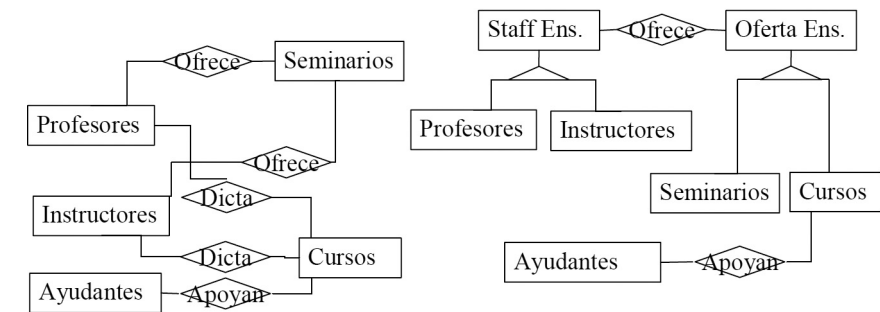 Ofrece
Seminarios
Profesores
Ofrece
Dicta
Instructores
Dicta
Cursos
Ayudantes
Apoyan
Staff Ens.
Ofrece
Oferta Ens.
Profesores
Instructores
Seminarios
Cursos
Ayudantes
Apoyan